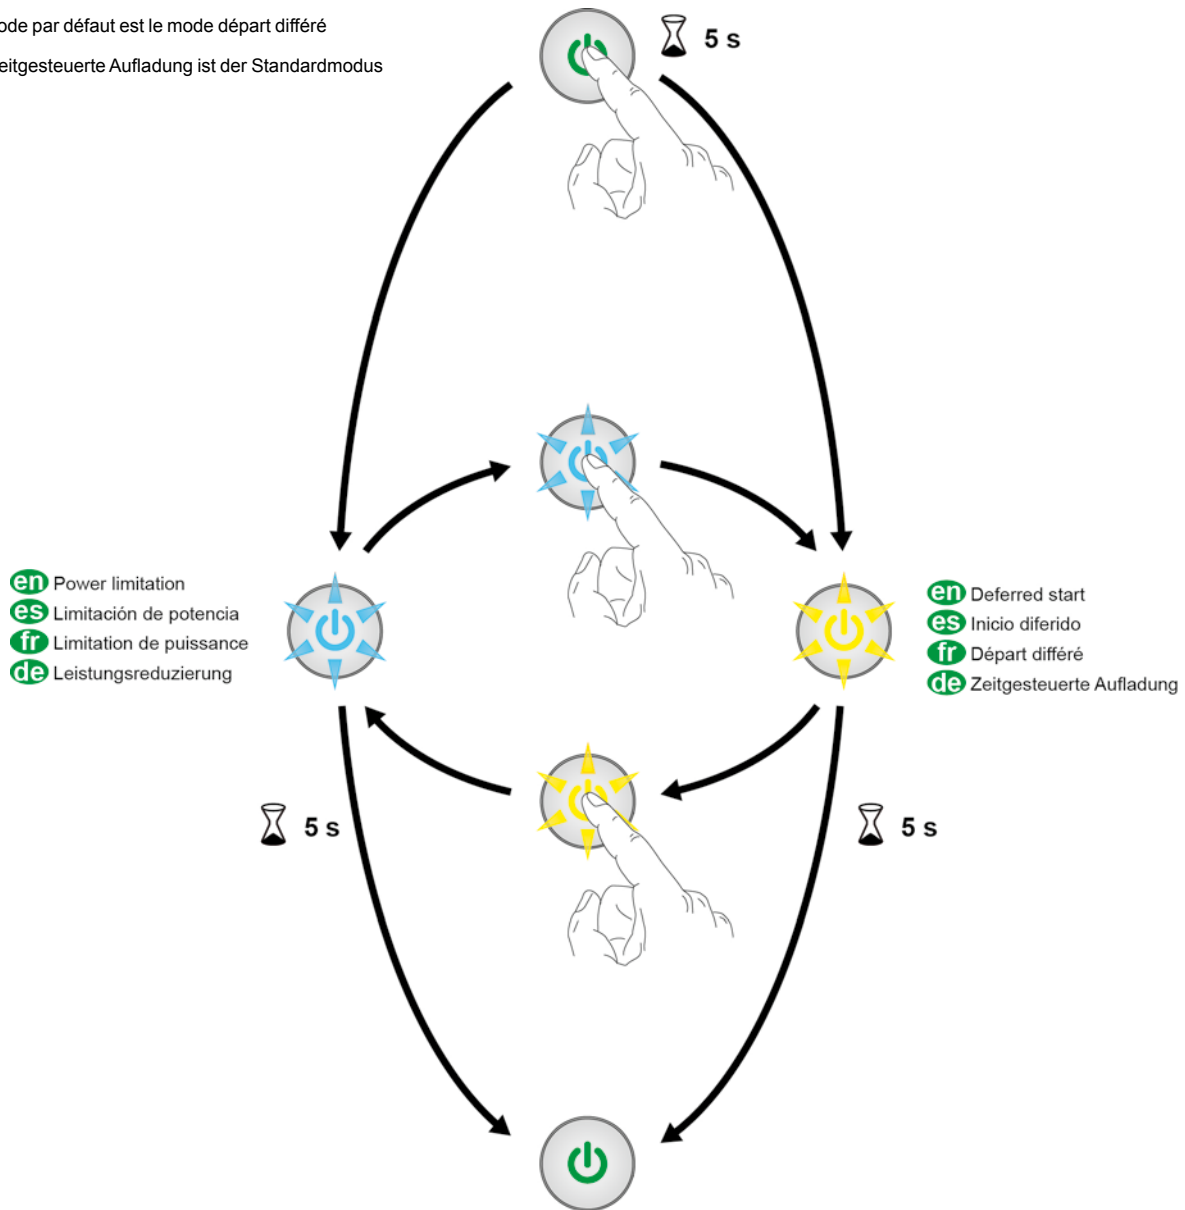 ode par défaut est le mode départ différé
eitgesteuerte Aufladung ist der Standardmodus
5 s
en Power limitation
es Limitación de potencia
fr Limitation de puissance
de Leistungsreduzierung
en Deferred start
es Inicio diferido
fr Départ différé
de Zeitgesteuerte Aufladung
5 s
5 s